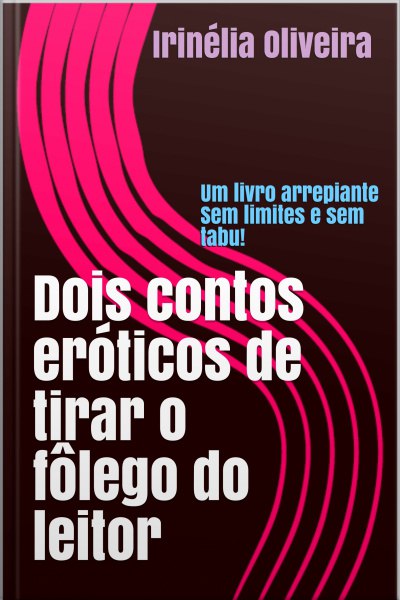 Irinélia Oliveira
Um livro arrepiante
sem limites e sem
tabu!
Dois contos
eróticos de
tirar o
fôlego do
leitor